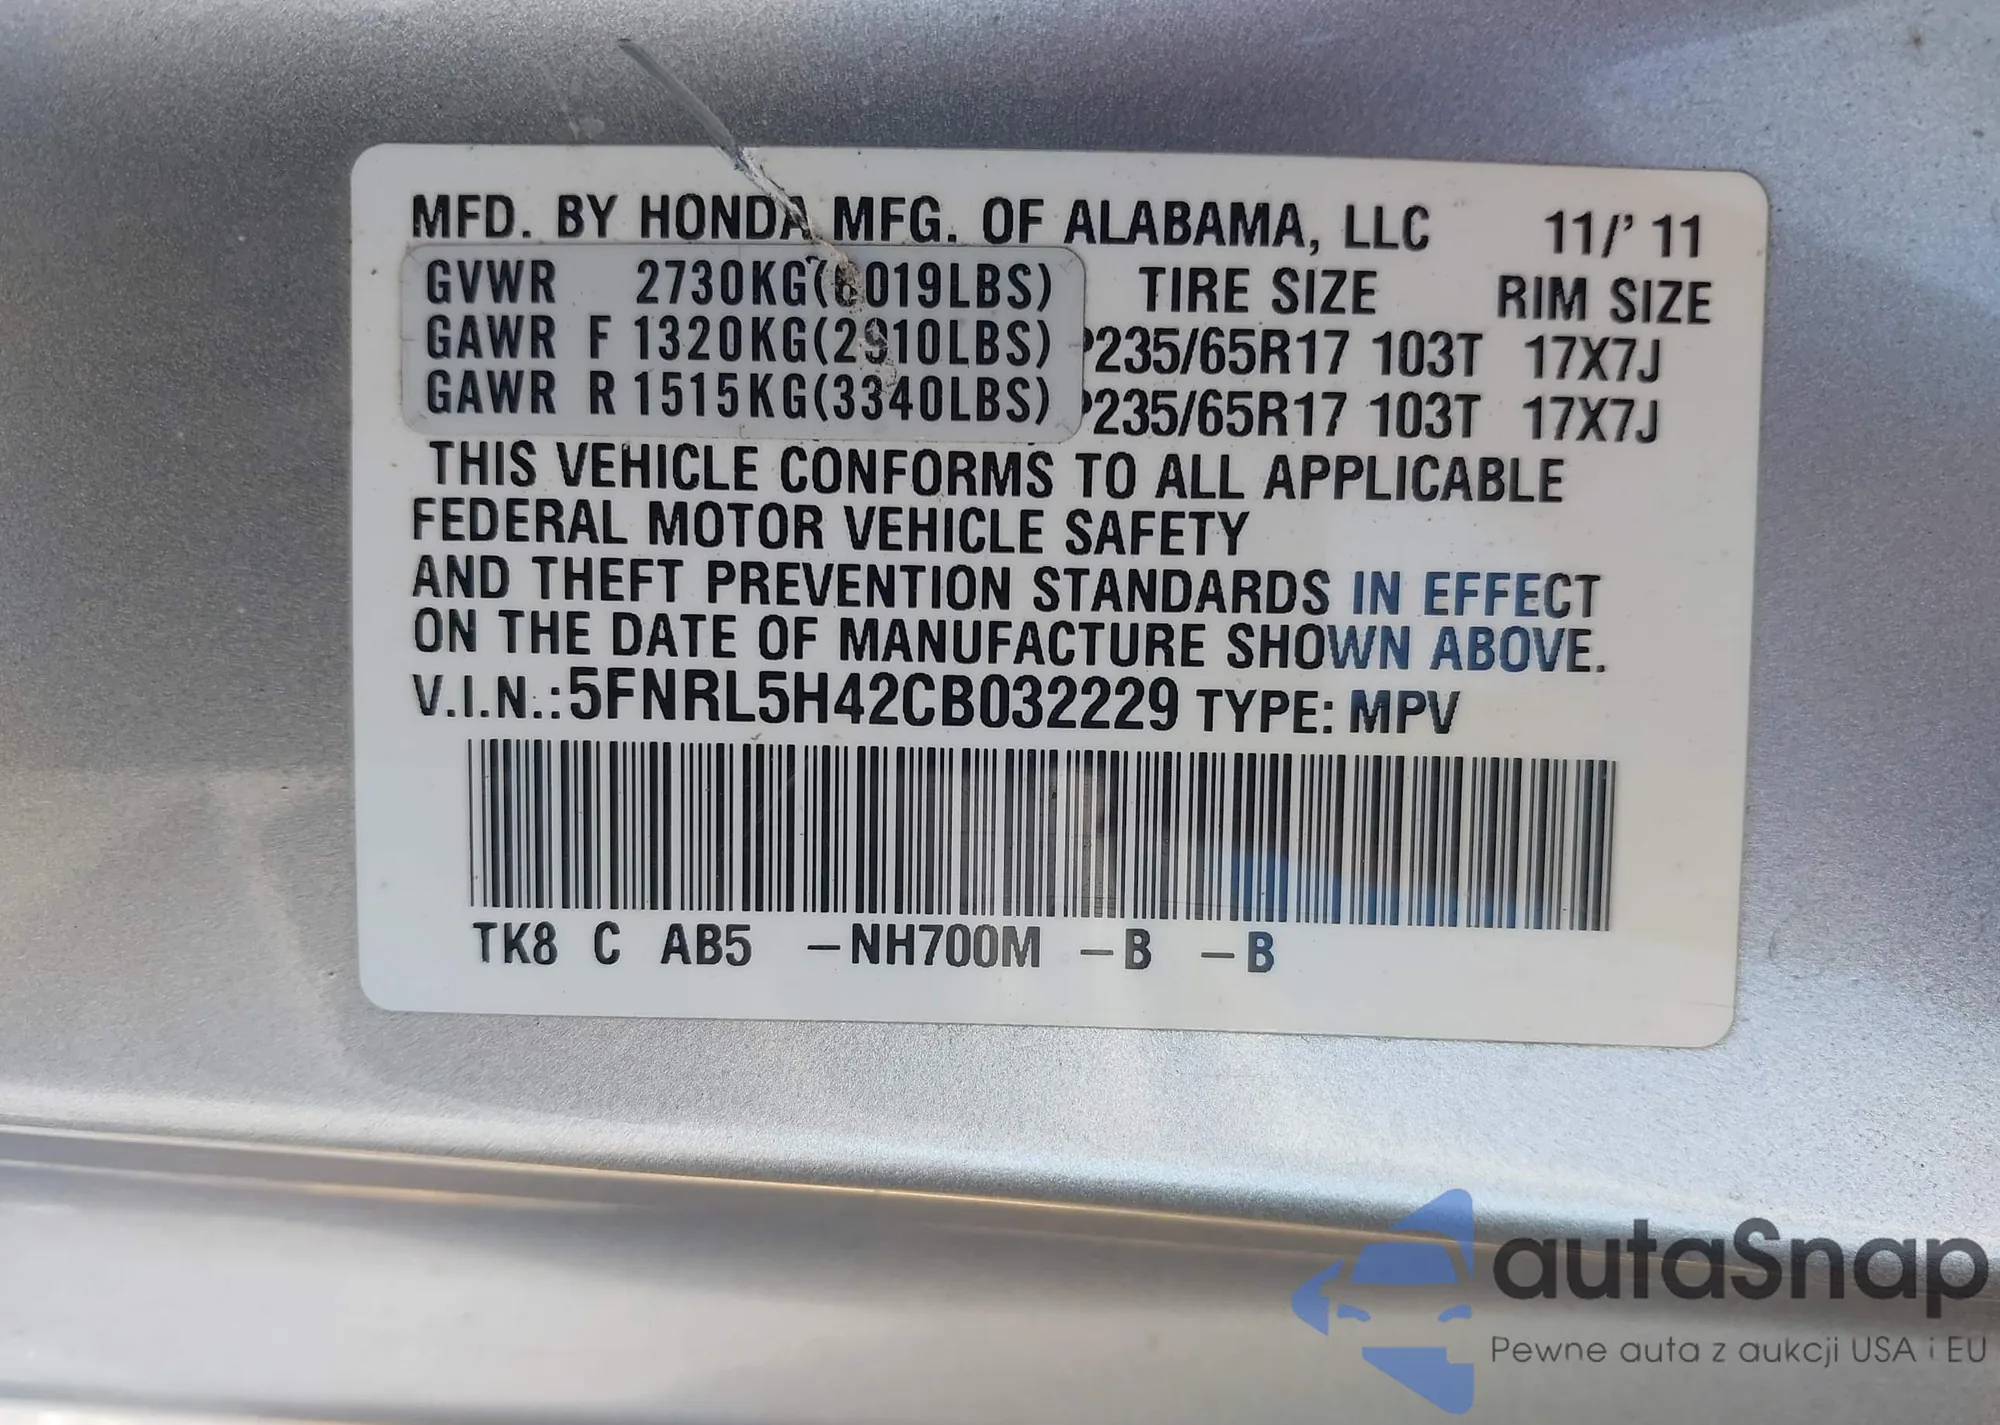 MFD. BY HONDA MFG. OF ALABAMA, LLC 11/' 11
GVWR 2730KG(6019LBS) TIRE SIZE RIM SIZE
GAWR F 1320KG(2910LBS) P235/65R17 103T 17X7J
GAWR R 1515KG(3340LBS) P235/65R17 103T 17X7J
THIS VEHICLE CONFORMS TO ALL APPLICABLE
FEDERAL MOTOR VEHICLE SAFETY
AND THEFT PREVENTION STANDARDS IN EFFECT
ON THE DATE OF MANUFACTURE SHOWN ABOVE.
V.I.N.:5FNRL5H42CB032229 TYPE: MPV
TK8 C AB5 –NH700M –B –B
autaSnap
Pewne auta z aukcji USA i EU